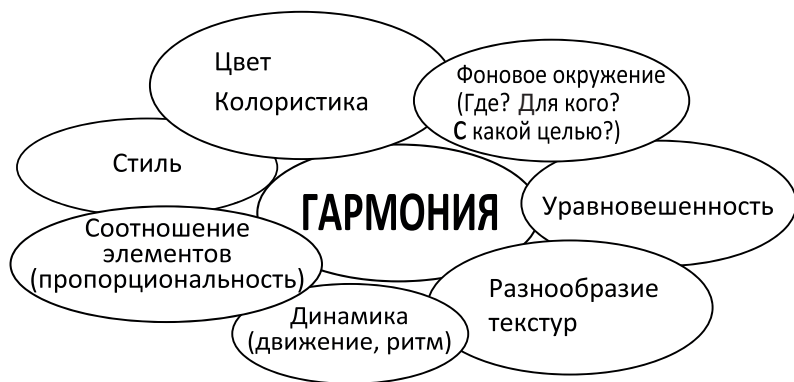 Цвет
Колористика
Фоновое окружение
(Где? Для кого?
С какой целью?)
Стиль
ГАРМОНИЯ
Уравновешенность
Соотношение
элементов
(пропорциональность)
Разнообразие
текстур
Динамика
(движение, ритм)